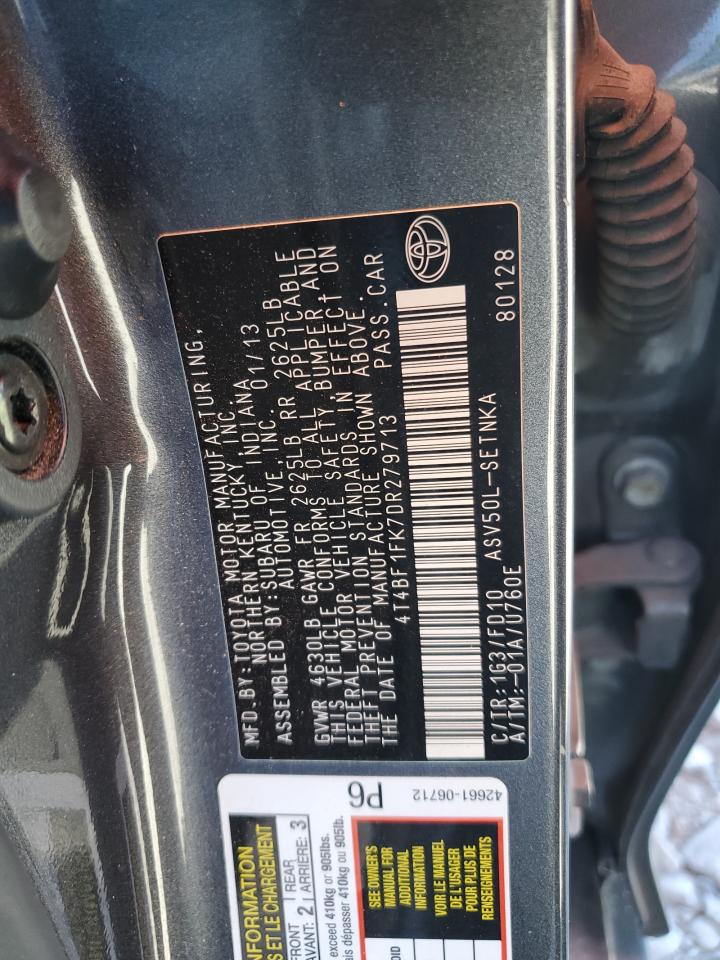 MFD.BY:TOYOTA MOTOR MANUFACTURING,
NORTHERN KENTUCKY INC.
ASSEMBLED BY:SUBARU OF INDIANA 01/13
AUTOMOTIVE, INC.
GVWR 4630LB GAWR FR 2625LB RR 2625LB
THIS VEHICLE CONFORMS TO ALL APPLICABLE
FEDERAL MOTOR VEHICLE SAFETY, BUMPER, AND
THEFT PREVENTION STANDARDS IN EFFECT ON
THE DATE OF MANUFACTURE SHOWN ABOVE.
4T4BF1FK7DR279713 PASS.CAR
C/TR:1G3/FD10 ASV50L-SETNKA
A/TM:-01A/U760E 80128
P6
42661-06712
ET LE CHARGEMENT
FRONT
AVANT: 2
REAR
ARRIÈRE: 3
exceed 410kg or 905lbs.
dépasser 410kg ou 905lb.
SEE OWNER'S
MANUAL FOR
ADDITIONAL
INFORMATION
VOIR LE MANUEL
DE L'USAGER
POUR PLUS DE
RENSEIGNEMENTS